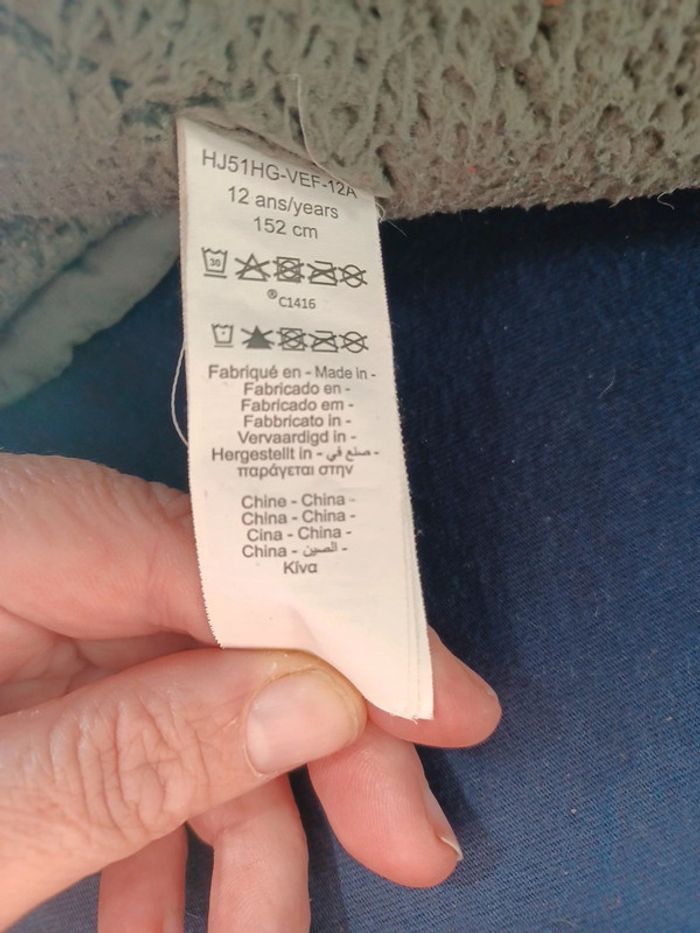 HJ51HG-VEF-12A
12 ans/years
152 cm
30
® C1416
Fabriqué en - Made in -
Fabricado en -
Fabricado em -
Fabbricato in -
Vervaardigd in -
Hergestellt in - صنع في -
παράγεται στην
Chine - China -
China - China -
Cina - China -
China - الصين -
Κίνα